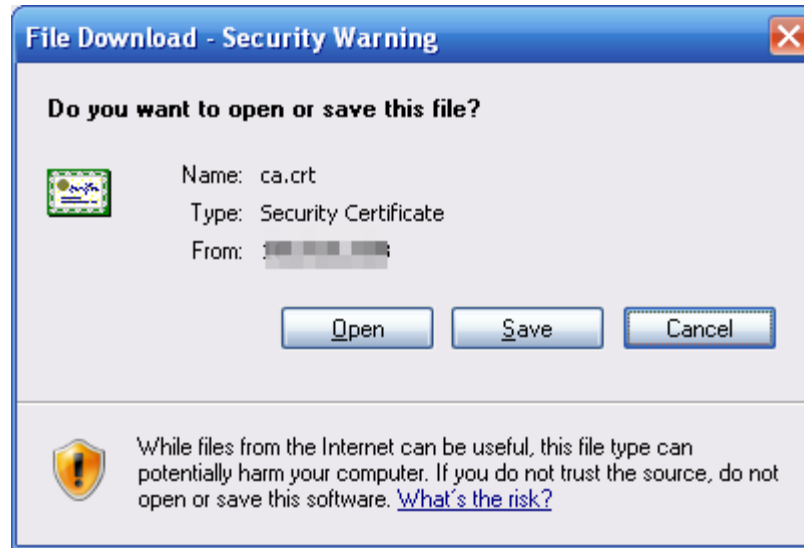 File Download - Security Warning
Do you want to open or save this file?
Name: ca.crt
Type: Security Certificate
From:
Open Save Cancel
While files from the Internet can be useful, this file type can
potentially harm your computer. If you do not trust the source, do not
open or save this software. What's the risk?